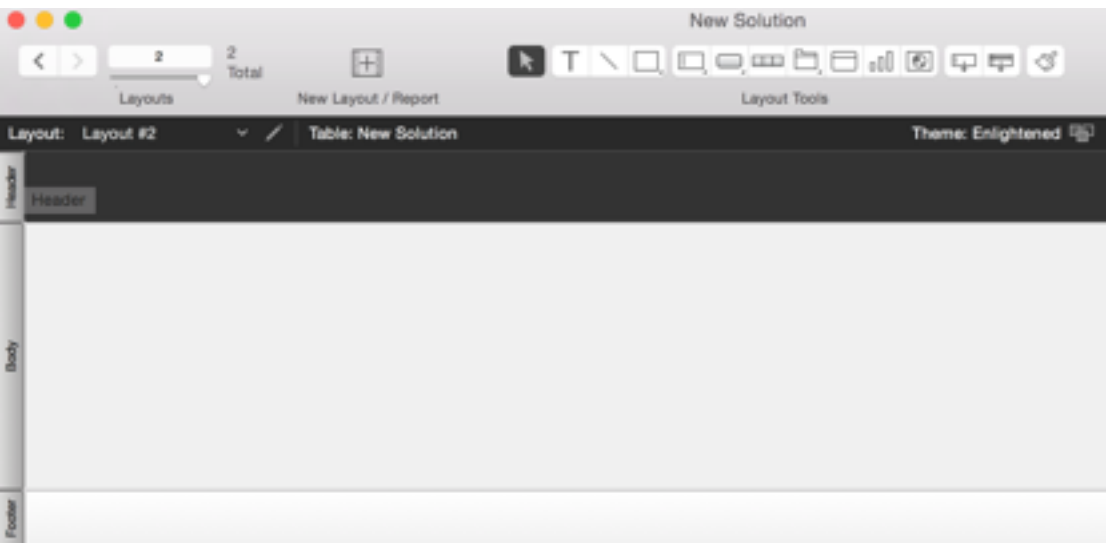 New Solution
2
2
Total
Layouts
New Layout / Report
T
Layout Tools
Layout: Layout #2
Table: New Solution
Theme: Enlightened
Header
Header
Body
Footer